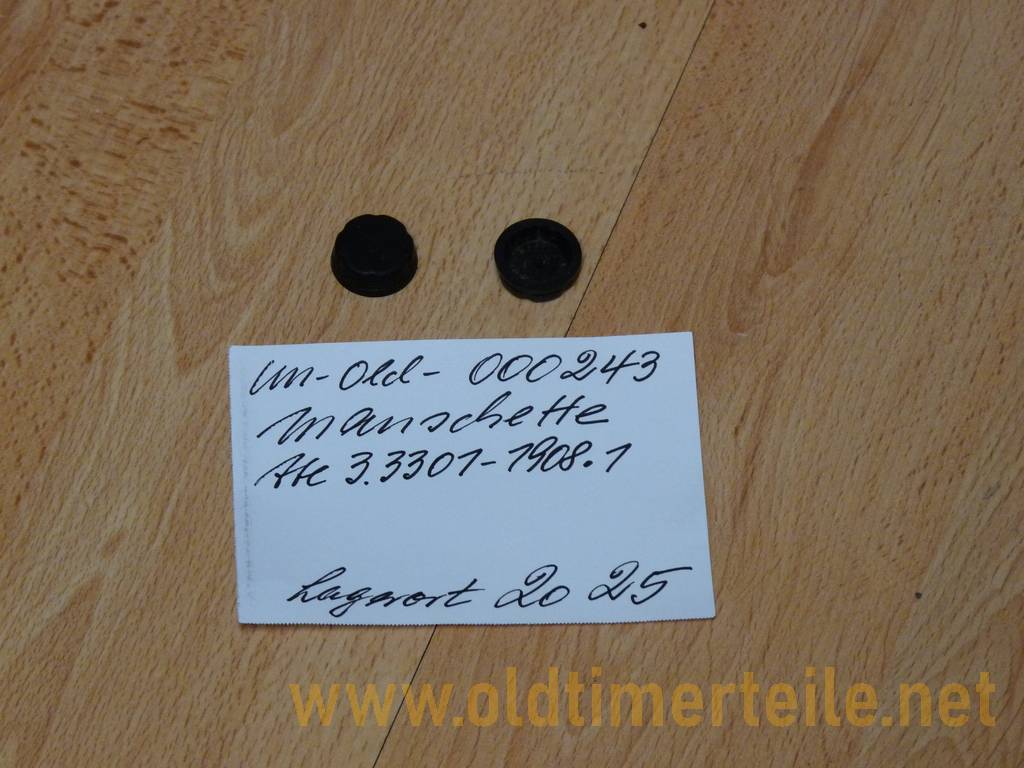 un-Old- 000243
Manschette
Ate 3.3301-1908.1
Lagerort 20 25
www.oldtimerteile.net